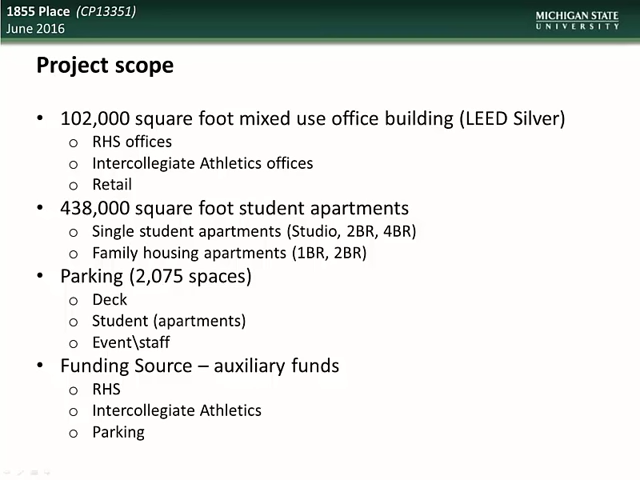 1855 Place (CP13351)
June 2016
MICHIGAN STATE
UNIVERSITY
Project scope
• 102,000 square foot mixed use office building (LEED Silver)
o RHS offices
o Intercollegiate Athletics offices
o Retail
• 438,000 square foot student apartments
o Single student apartments (Studio, 2BR, 4BR)
o Family housing apartments (1BR, 2BR)
• Parking (2,075 spaces)
o Deck
o Student (apartments)
o Event\staff
• Funding Source – auxiliary funds
o RHS
o Intercollegiate Athletics
o Parking